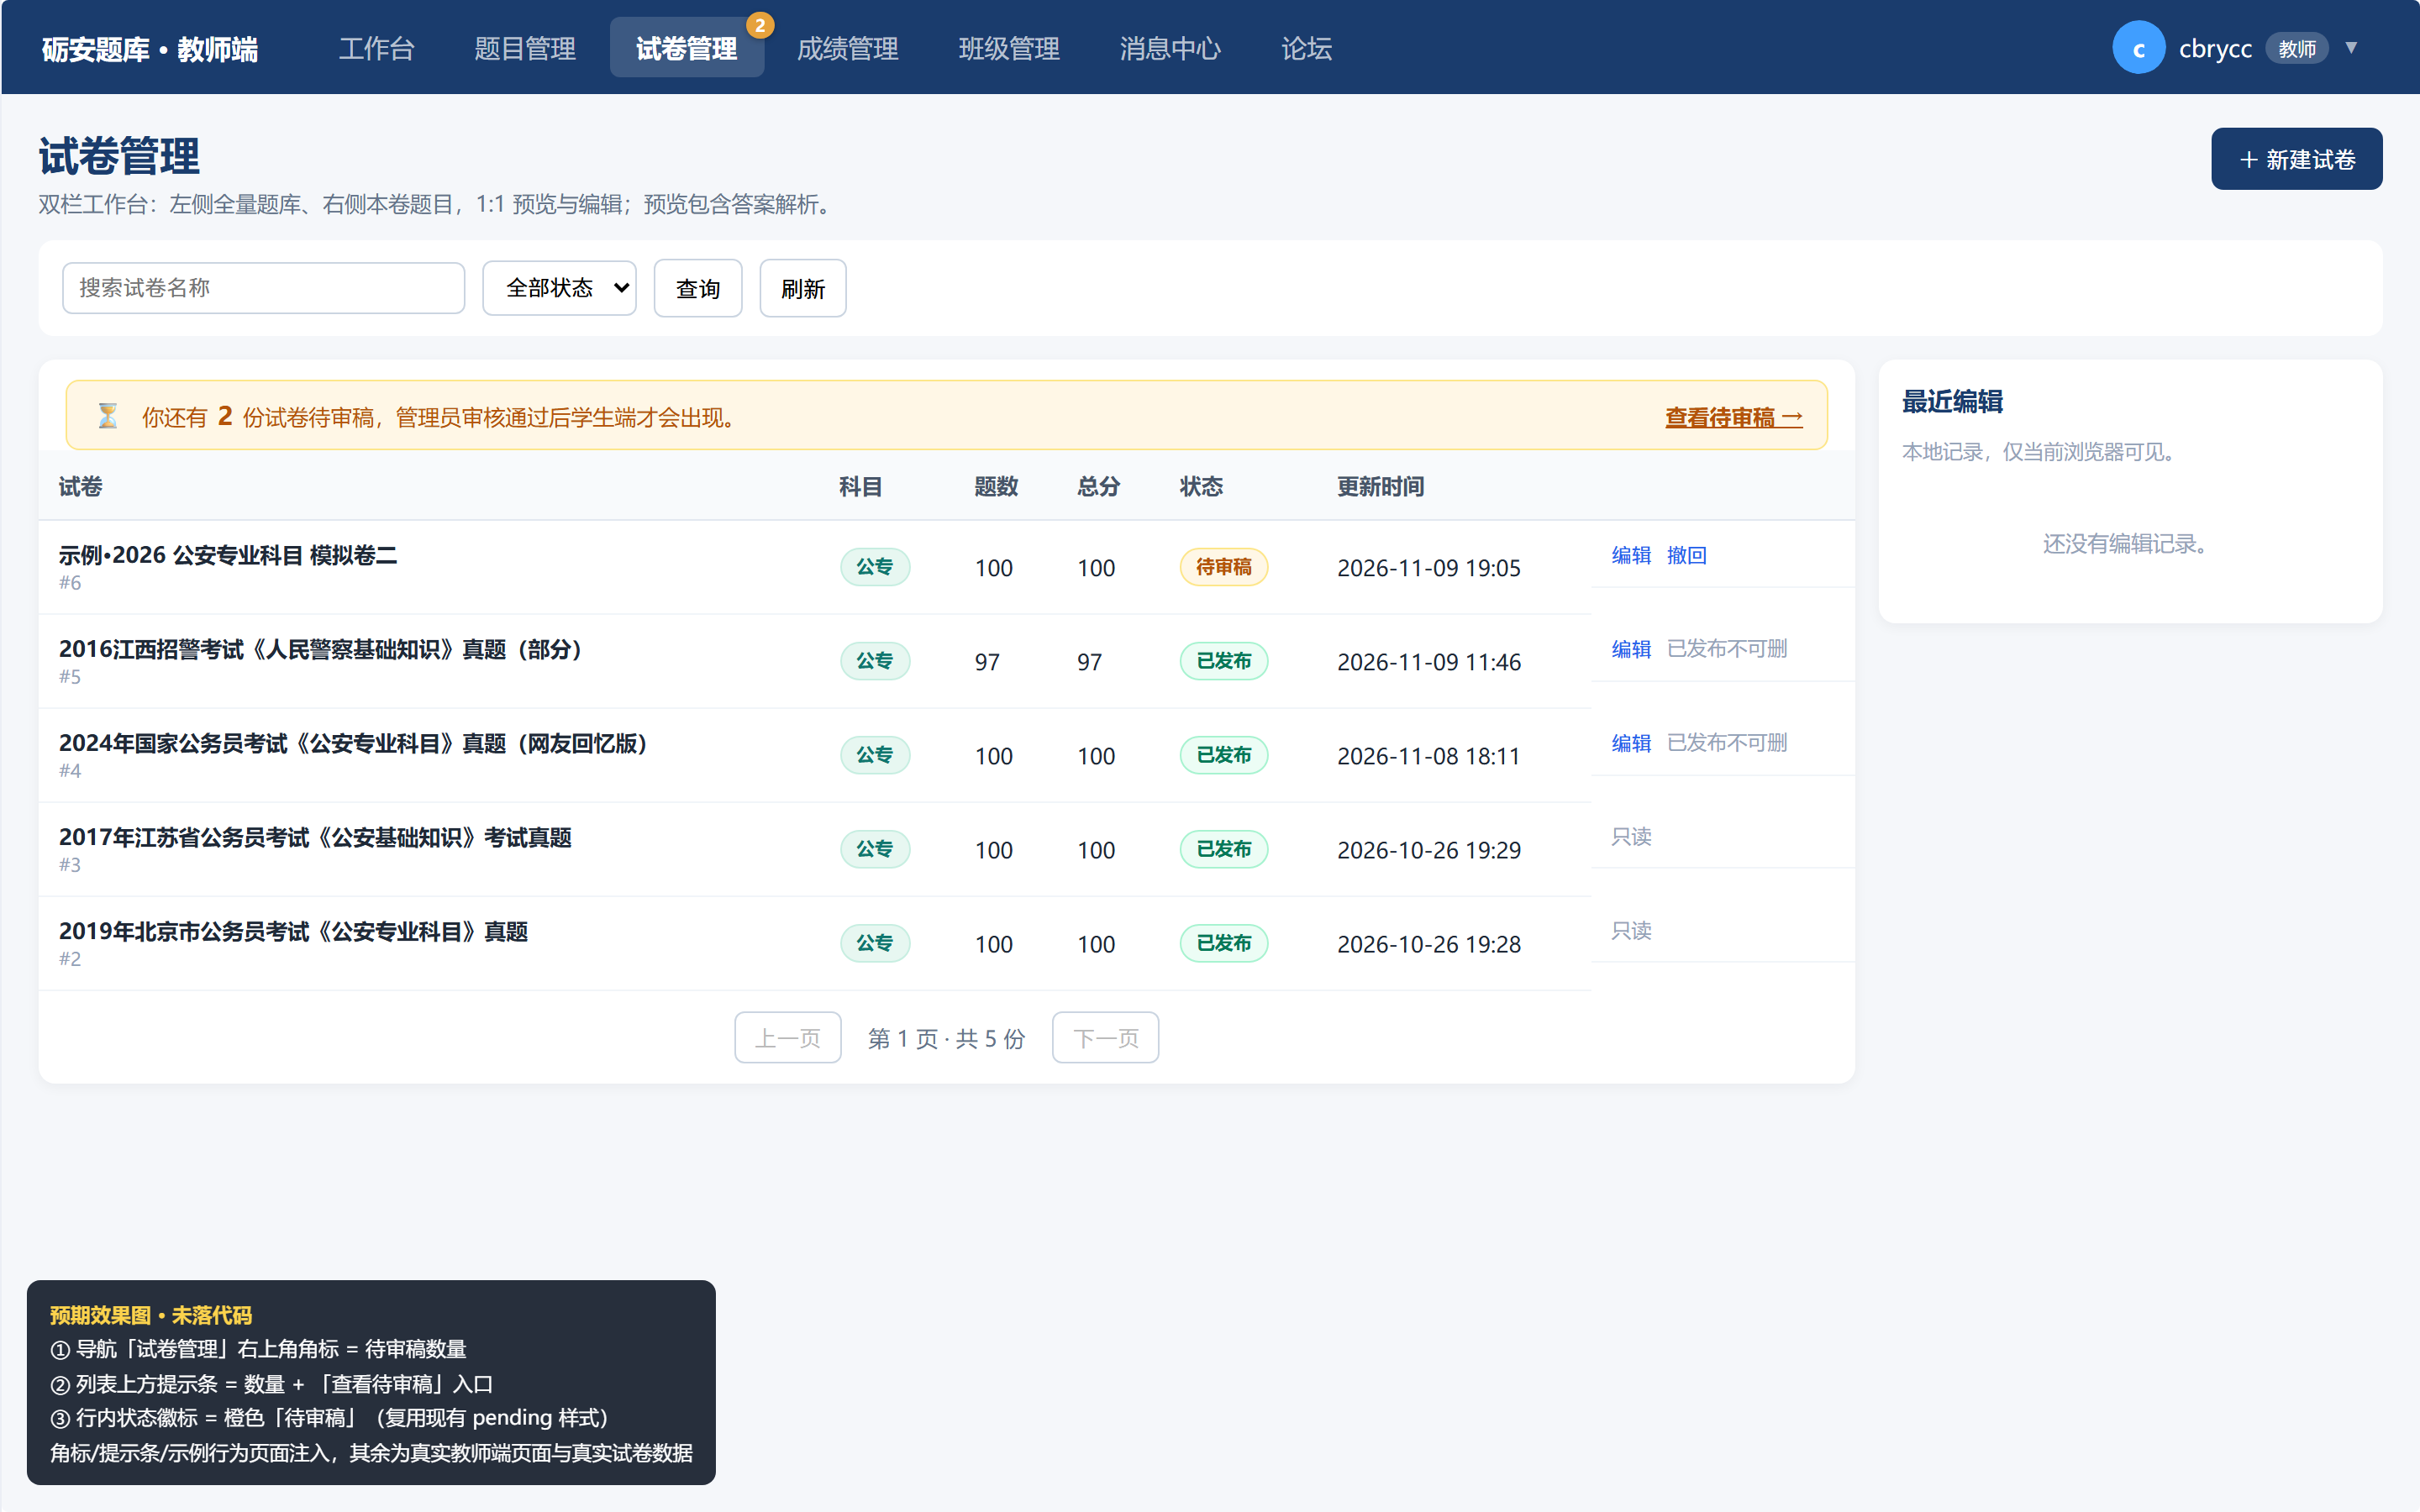 砺安题库 • 教师端 工作台 题目管理 试卷管理 2 成绩管理 班级管理 消息中心 论坛 c cbrycc 教师 ▼
试卷管理
+ 新建试卷
双栏工作台：左侧全量题库、右侧本卷题目，1:1 预览与编辑；预览包含答案解析。
搜索试卷名称 全部状态 查询 刷新
⏳ 你还有 2 份试卷待审稿，管理员审核通过后学生端才会出现。 查看待审稿 →
试卷 科目 题数 总分 状态 更新时间
示例•2026 公安专业科目 模拟卷二
#6
公专 100 100 待审稿 2026-11-09 19:05 编辑 撤回
2016江西招警考试《人民警察基础知识》真题（部分）
#5
公专 97 97 已发布 2026-11-09 11:46 编辑 已发布不可删
2024年国家公务员考试《公安专业科目》真题（网友回忆版）
#4
公专 100 100 已发布 2026-11-08 18:11 编辑 已发布不可删
2017年江苏省公务员考试《公安基础知识》考试真题
#3
公专 100 100 已发布 2026-10-26 19:29 只读
2019年北京市公务员考试《公安专业科目》真题
#2
公专 100 100 已发布 2026-10-26 19:28 只读
上一页 第 1 页 · 共 5 份 下一页
最近编辑
本地记录，仅当前浏览器可见。
还没有编辑记录。
预期效果图 • 未落代码
① 导航「试卷管理」右上角角标 = 待审稿数量
② 列表上方提示条 = 数量 + 「查看待审稿」入口
③ 行内状态徽标 = 橙色「待审稿」（复用现有 pending 样式）
角标/提示条/示例行为页面注入，其余为真实教师端页面与真实试卷数据